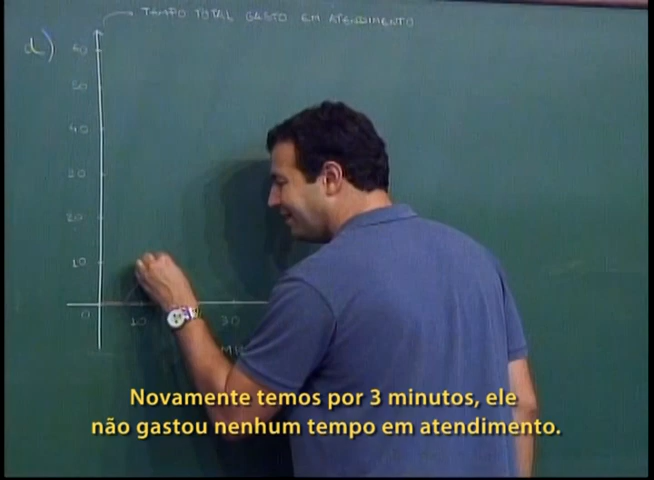 TEMPO TOTAL GASTO EM ATENDIMENTO
d)
60
50
40
30
20
10
0
10
30
Novamente temos por 3 minutos, ele
não gastou nenhum tempo em atendimento.